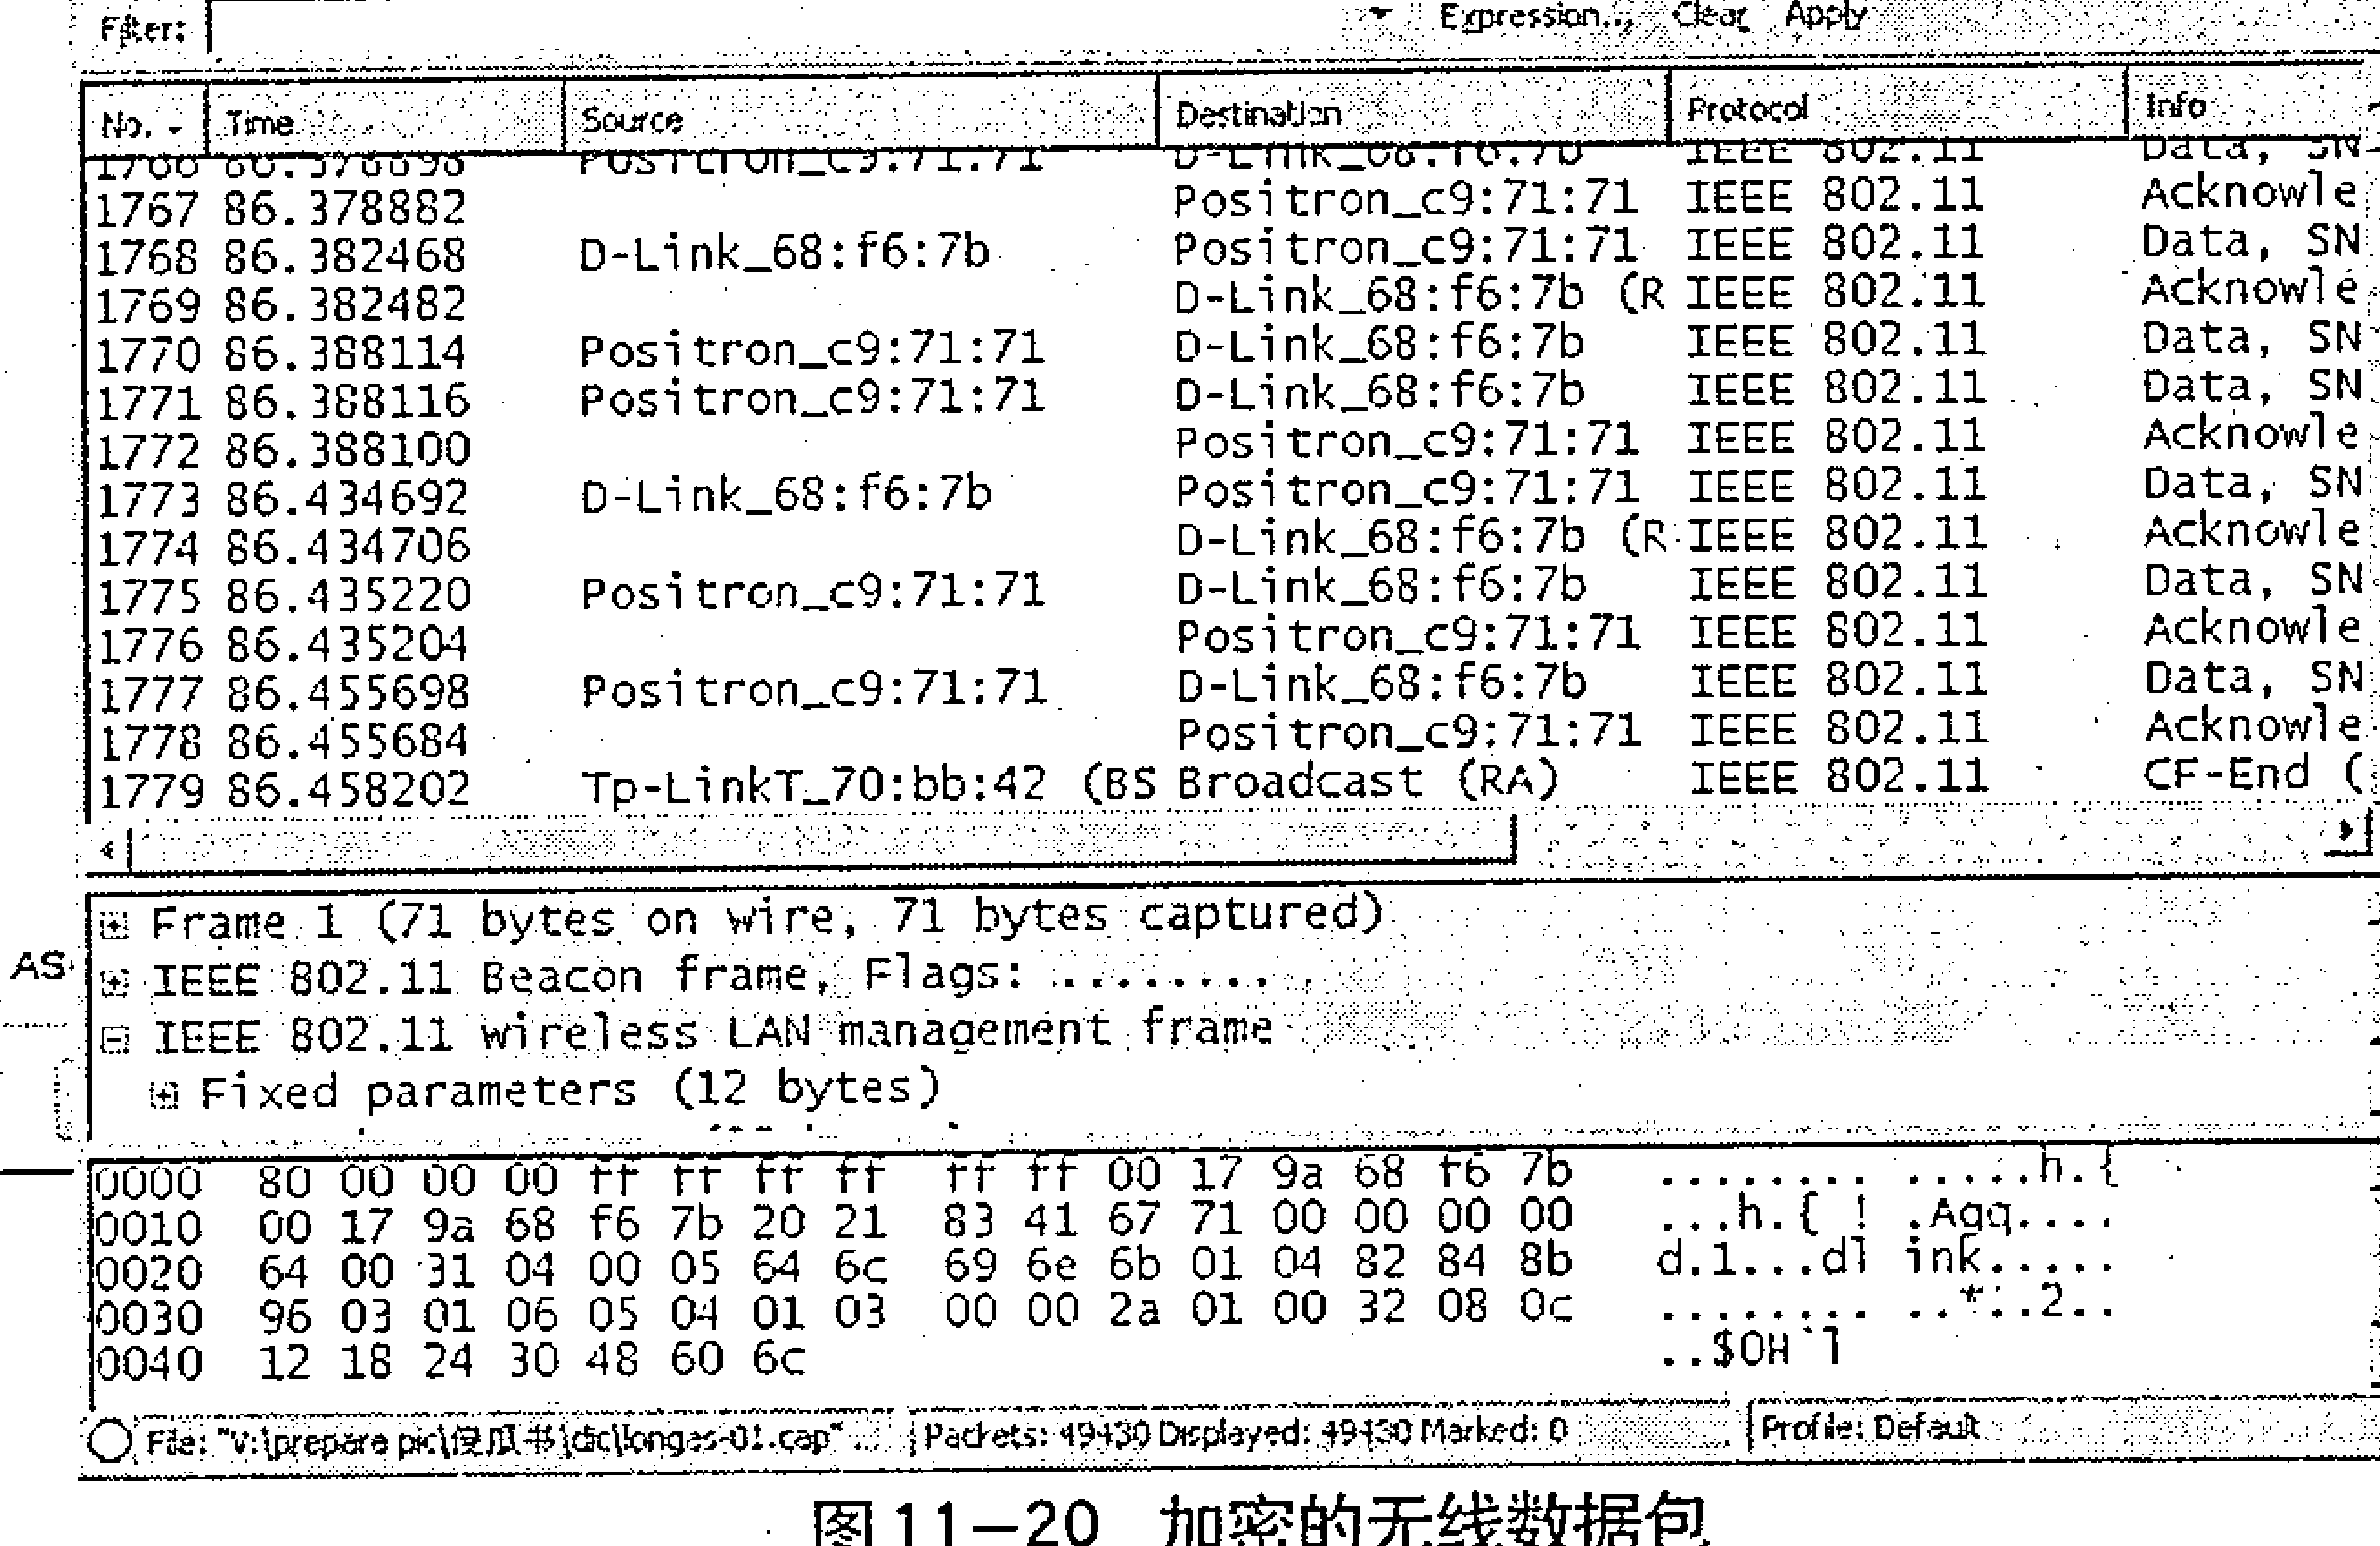 Filter: Expression... Clear Apply
No. Time Source Destination Protocol Info
1767 86.378882 Positron_c9:71:71 IEEE 802.11 Acknowle
1768 86.382468 D-Link_68:f6:7b Positron_c9:71:71 IEEE 802.11 Data, SN
1769 86.382482 D-Link_68:f6:7b (R IEEE 802.11 Acknowle
1770 86.388114 Positron_c9:71:71 D-Link_68:f6:7b IEEE 802.11 Data, SN
1771 86.388116 Positron_c9:71:71 D-Link_68:f6:7b IEEE 802.11 Data, SN
1772 86.388100 Positron_c9:71:71 IEEE 802.11 Acknowle
1773 86.434692 D-Link_68:f6:7b Positron_c9:71:71 IEEE 802.11 Data, SN
1774 86.434706 D-Link_68:f6:7b (R IEEE 802.11 Acknowle
1775 86.435220 Positron_c9:71:71 D-Link_68:f6:7b IEEE 802.11 Data, SN
1776 86.435204 Positron_c9:71:71 IEEE 802.11 Acknowle
1777 86.455698 Positron_c9:71:71 D-Link_68:f6:7b IEEE 802.11 Data, SN
1778 86.455684 Positron_c9:71:71 IEEE 802.11 Acknowle
1779 86.458202 Tp-LinkT_70:bb:42 (BS Broadcast (RA) IEEE 802.11 CF-End (
Frame 1 (71 bytes on wire, 71 bytes captured)
AS
IEEE 802.11 Beacon frame, Flags: ........
IEEE 802.11 wireless LAN management frame
Fixed parameters (12 bytes)
0000 80 00 00 00 ff ff ff ff ff ff 00 17 9a 68 f6 7b ........ .....h.{
0010 00 17 9a 68 f6 7b 20 21 83 41 67 71 00 00 00 00 ...h.{ ! .Agq....
0020 64 00 31 04 00 05 64 6c 69 6e 6b 01 04 82 84 8b d.1...dl ink.....
0030 96 03 01 06 05 04 01 03 00 00 2a 01 00 32 08 0c ........ ..*..2..
0040 12 18 24 30 48 60 6c ..$0H`l
File: "V:\prepare pic\ \dc\longas-01.cap" Packets: 49430 Displayed: 49430 Marked: 0 Profile: Default
图11—20 加密的无线数据包